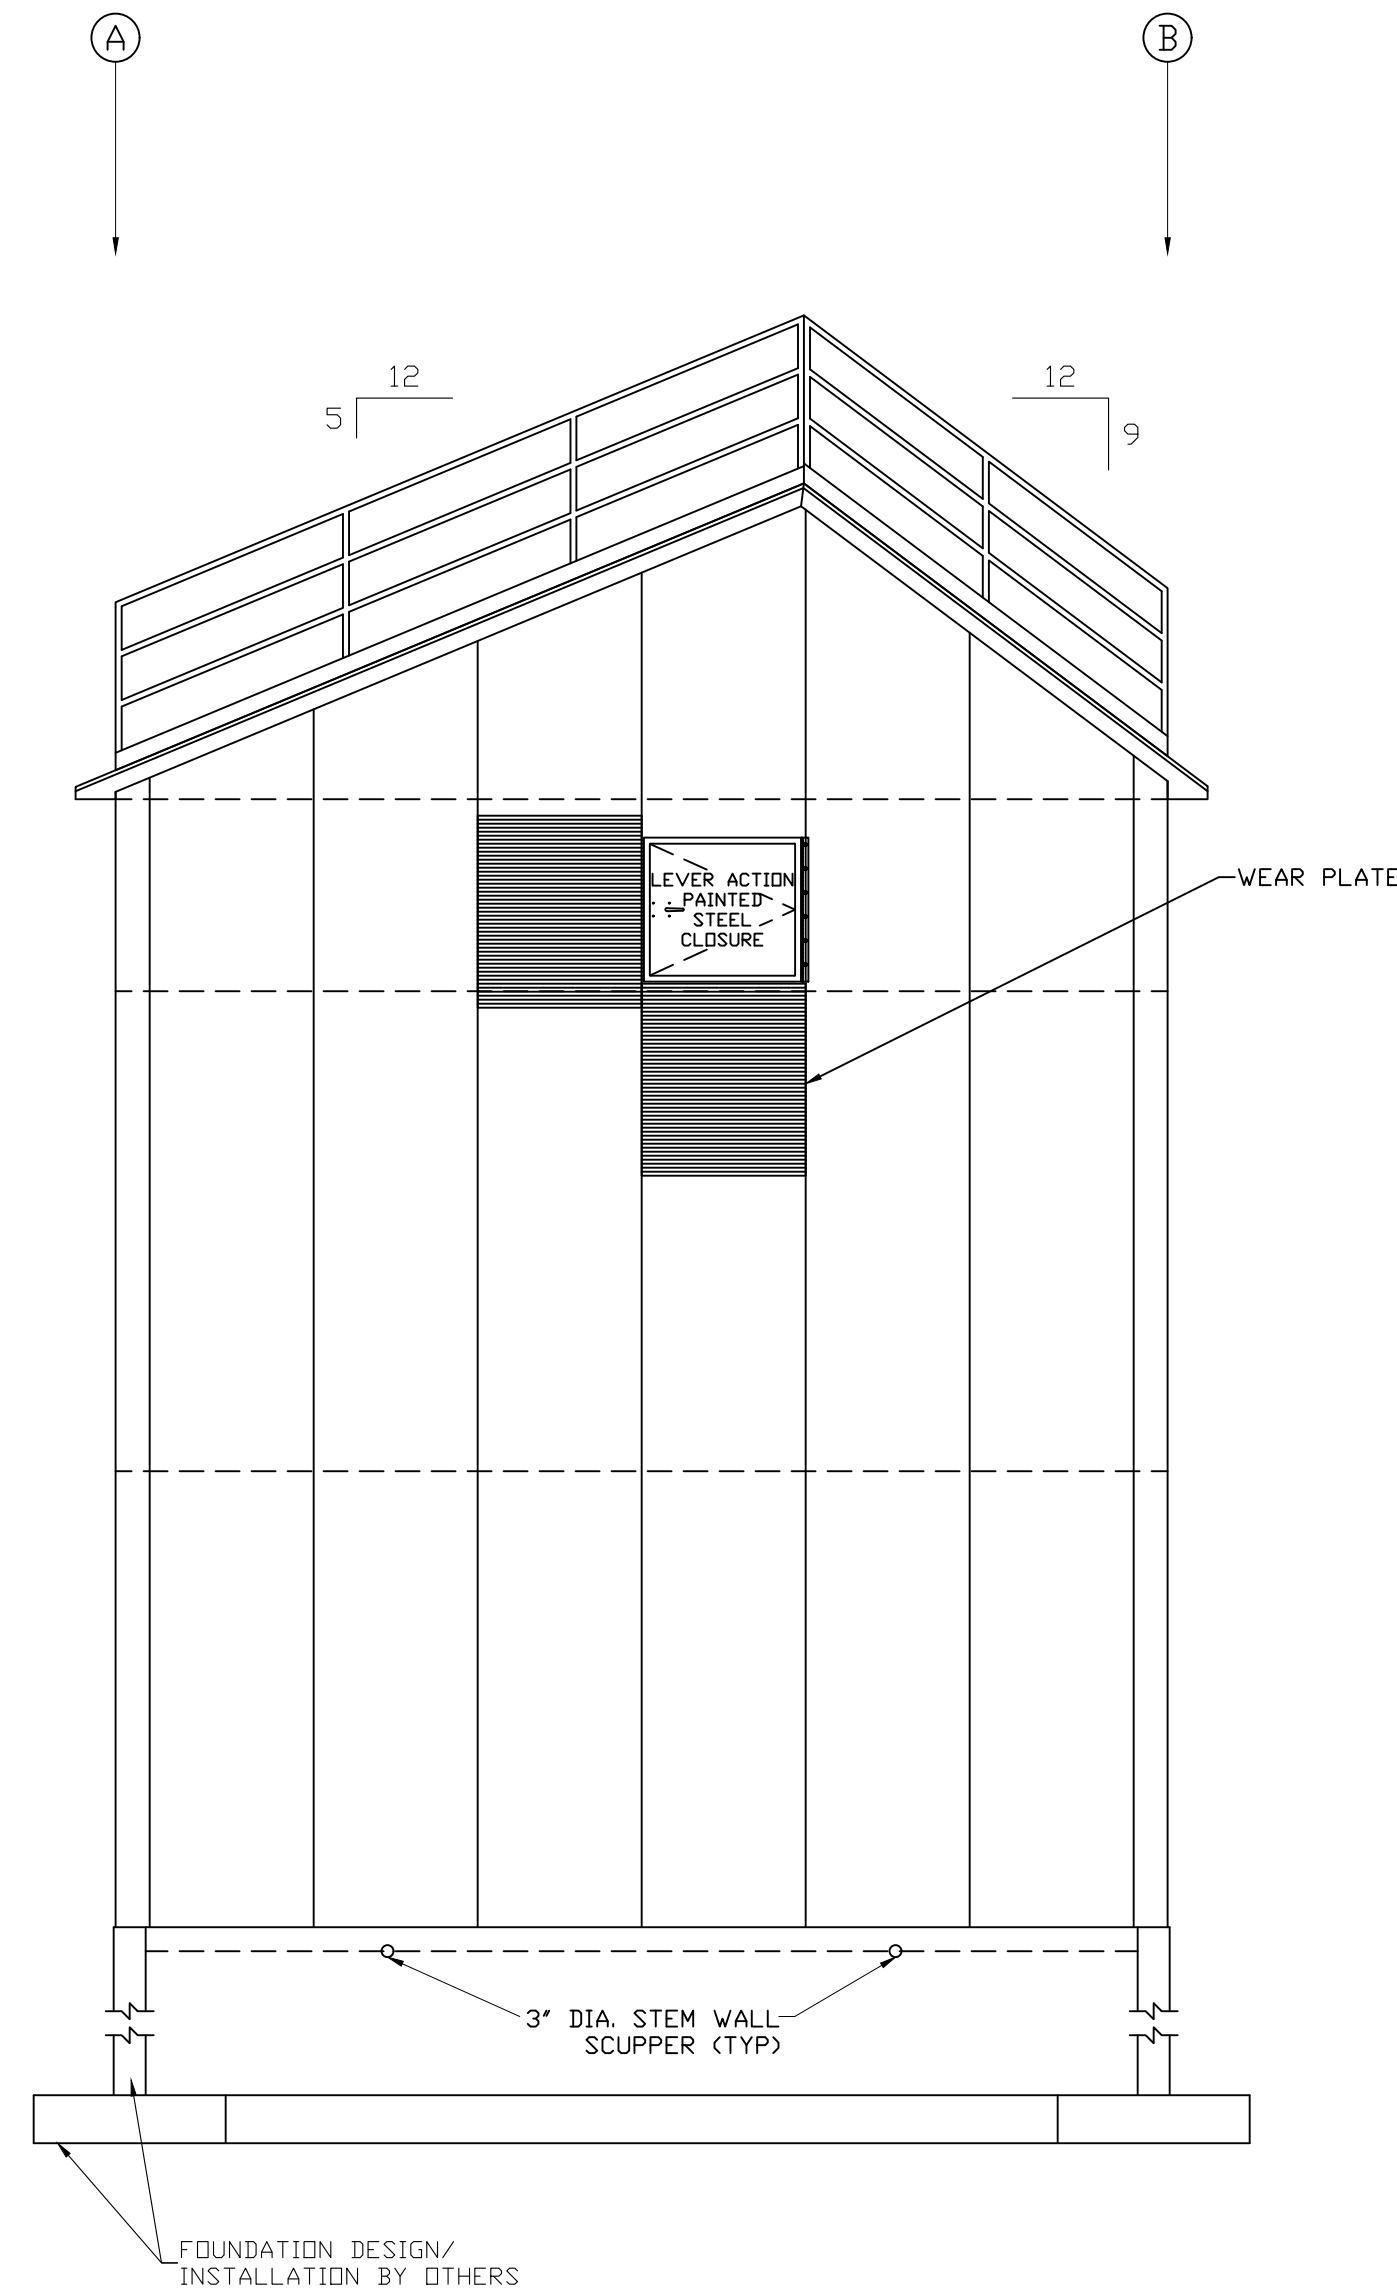 A
B
12
5
12
9
LEVER ACTION
PAINTED
STEEL
CLOSURE
WEAR PLATE
3" DIA. STEM WALL
SCUPPER (TYP)
FOUNDATION DESIGN/
INSTALLATION BY OTHERS